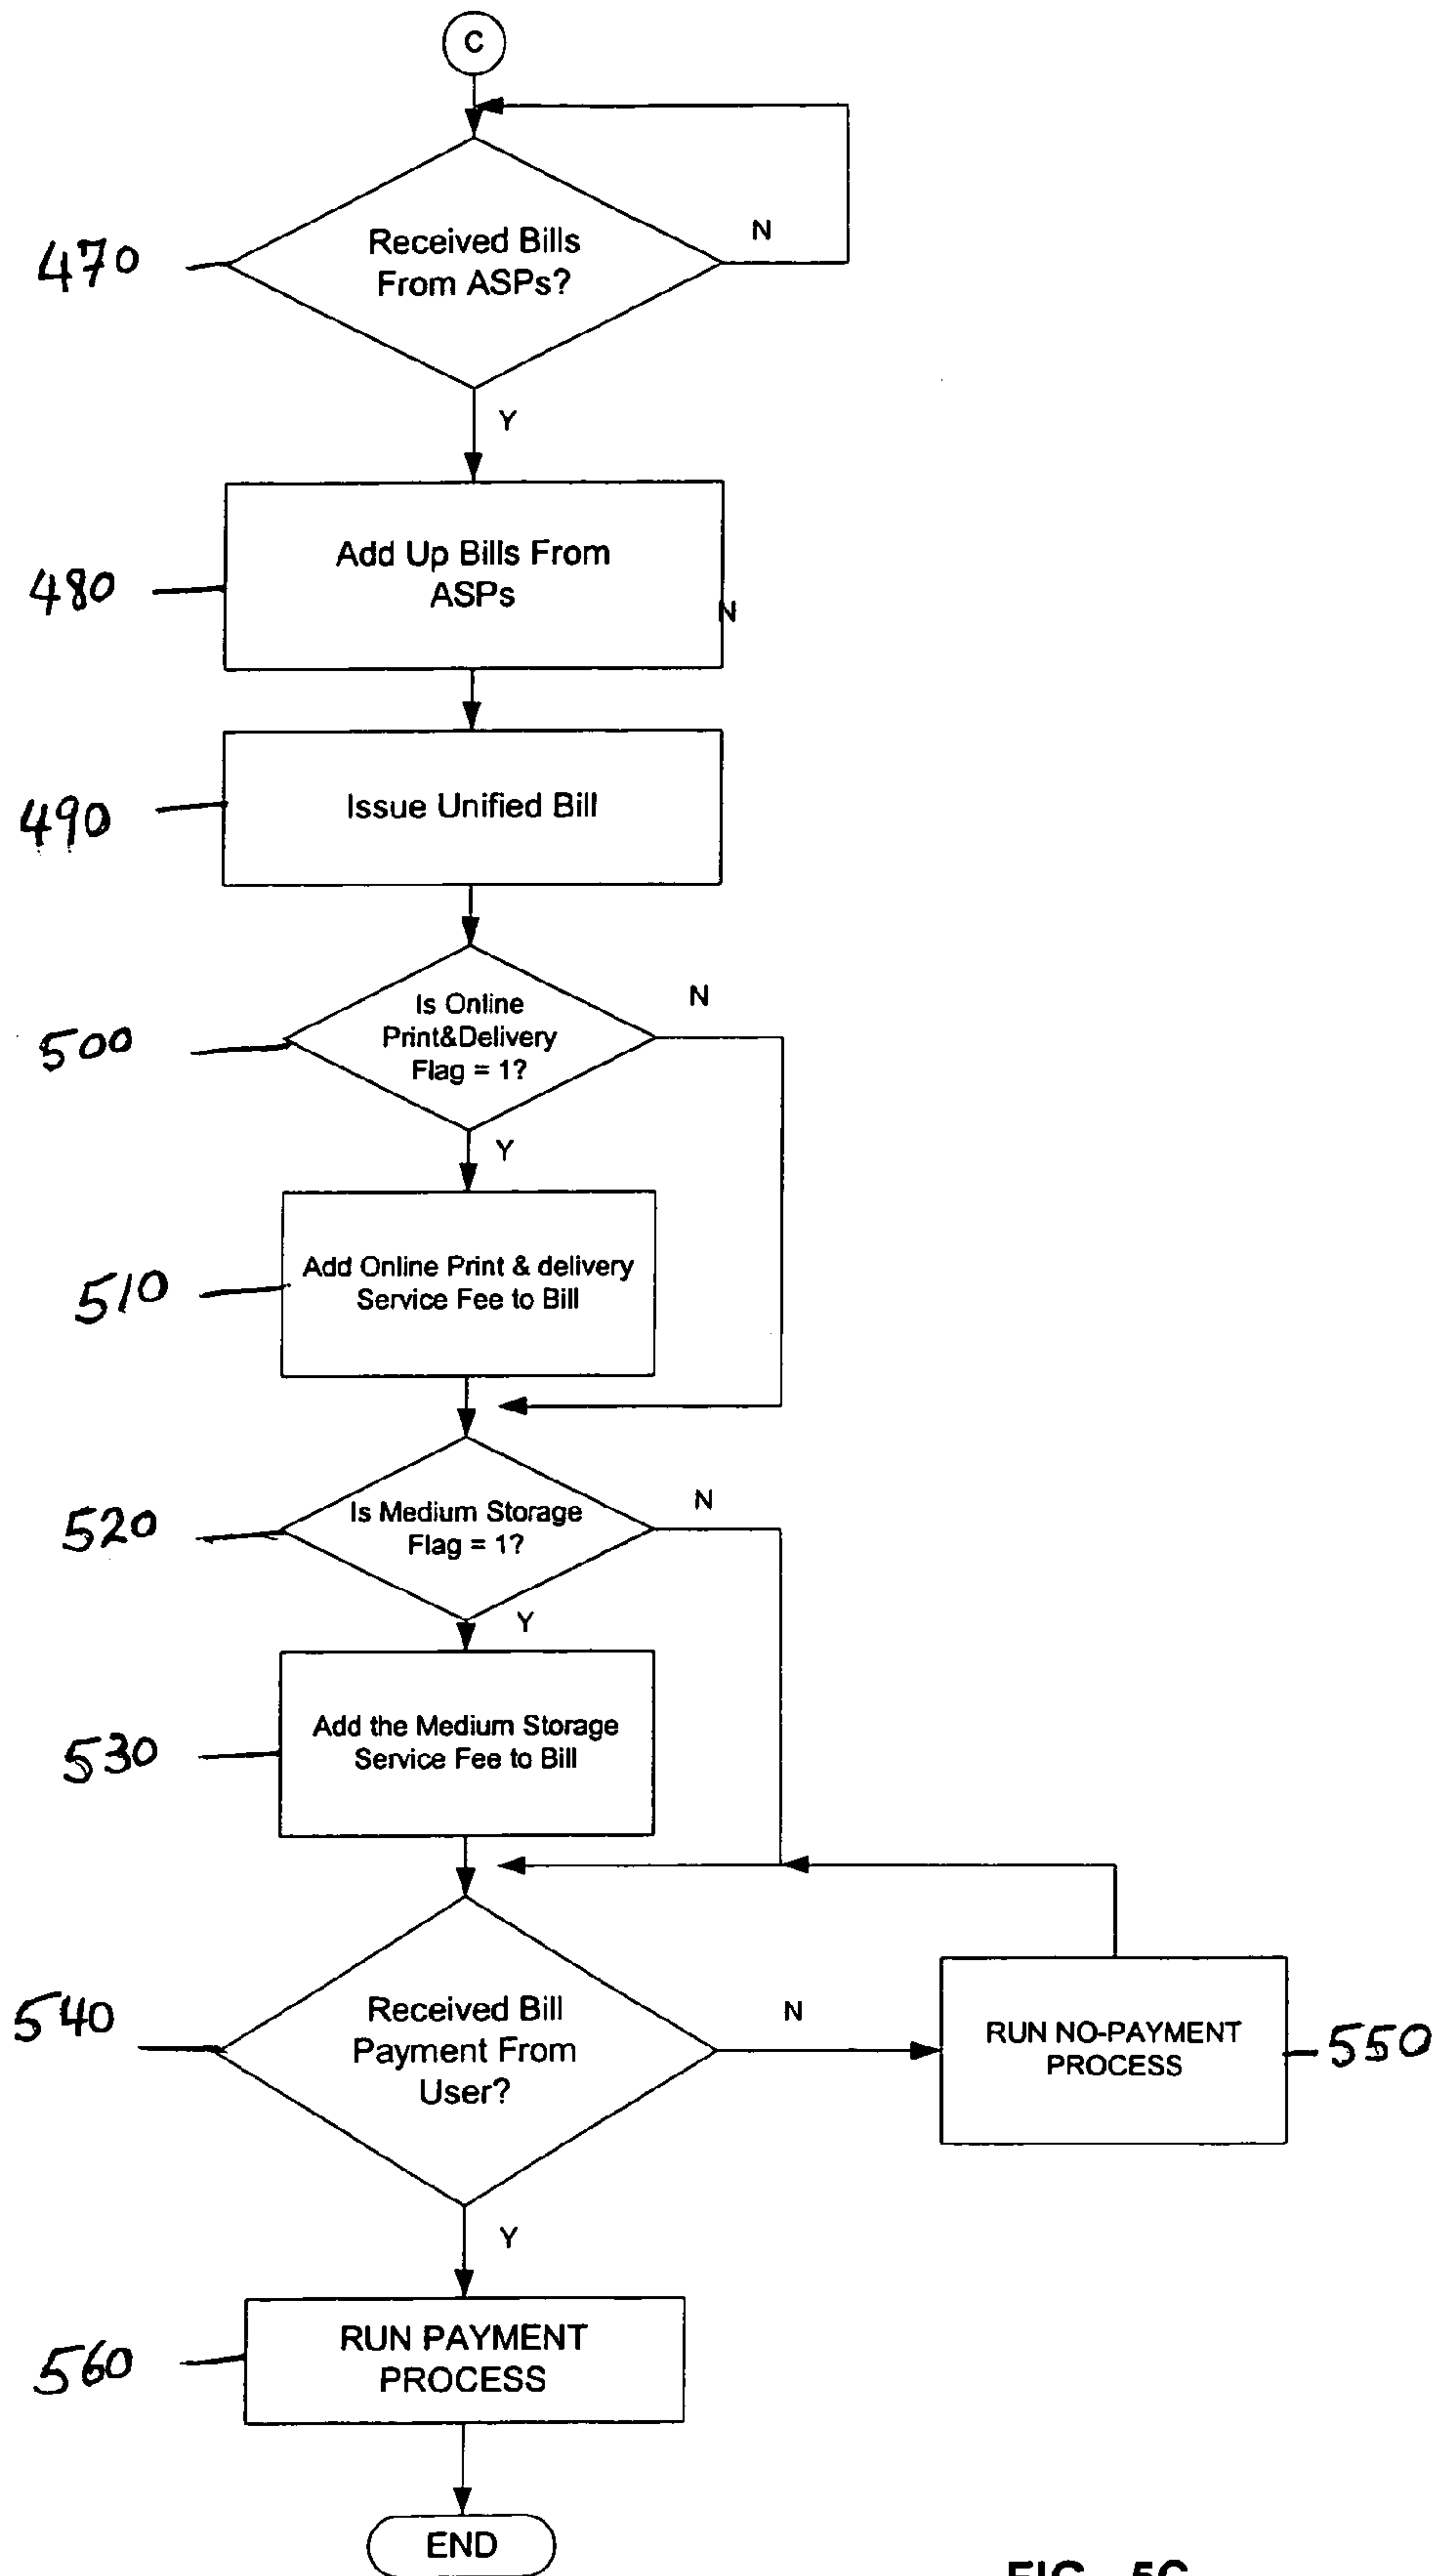 C
470
Received Bills
From ASPs?
N
Y
480
Add Up Bills From
ASPs
N
490
Issue Unified Bill
500
Is Online
Print&Delivery
Flag = 1?
N
Y
510
Add Online Print & delivery
Service Fee to Bill
520
Is Medium Storage
Flag = 1?
N
Y
530
Add the Medium Storage
Service Fee to Bill
540
Received Bill
Payment From
User?
N
RUN NO-PAYMENT
PROCESS
550
Y
560
RUN PAYMENT
PROCESS
END
FIG. 5C